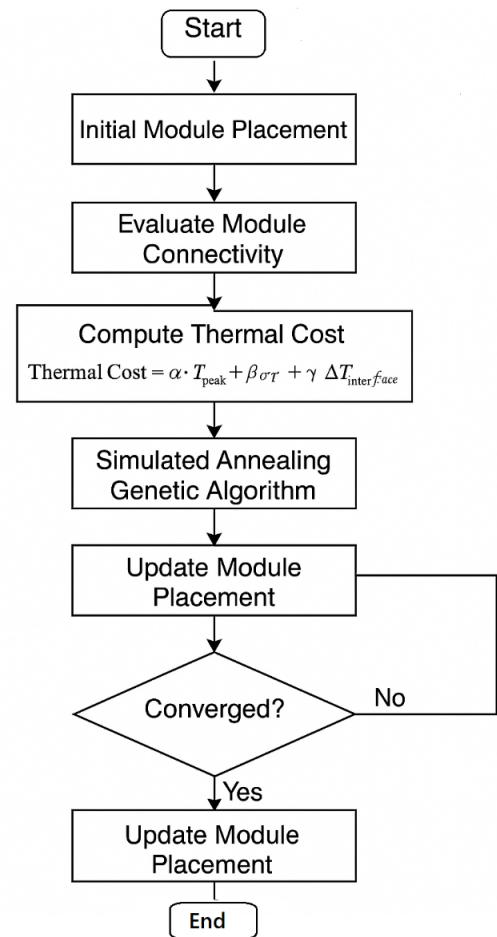 Start
Initial Module Placement
Evaluate Module
Connectivity
Compute Thermal Cost
Thermal Cost = α· T_peak + β σ_T + γ ΔT_interface
Simulated Annealing
Genetic Algorithm
Update Module
Placement
Converged?
No
Yes
Update Module
Placement
End